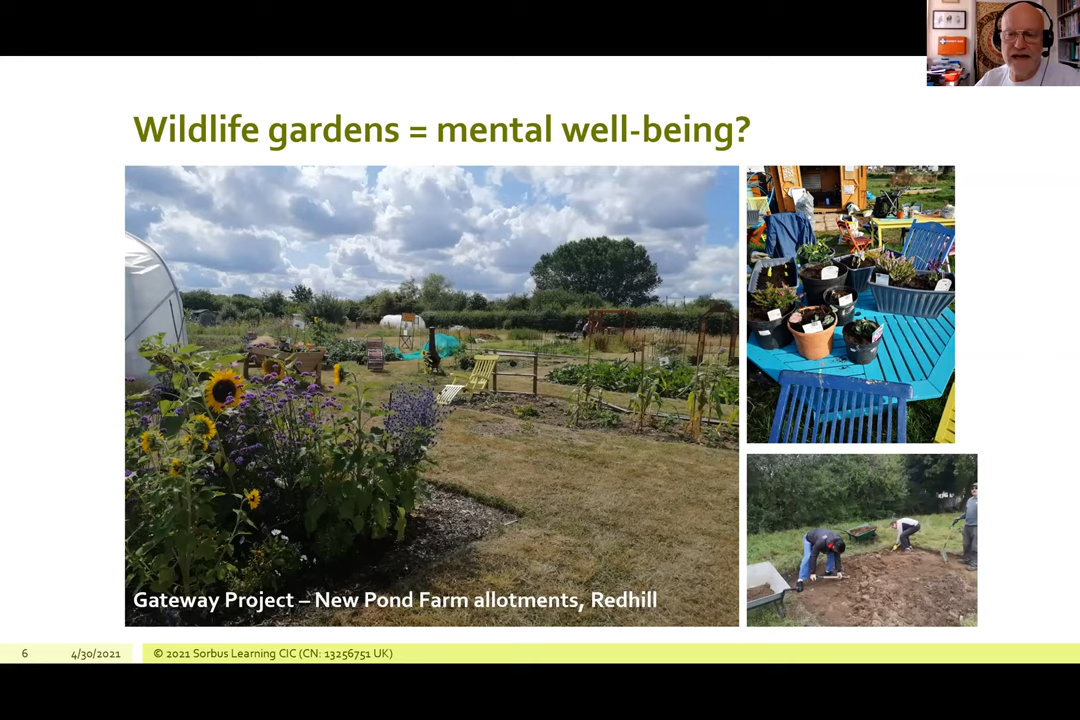 Wildlife gardens = mental well-being?
Gateway Project – New Pond Farm allotments, Redhill
6 4/30/2021 © 2021 Sorbus Learning CIC (CN: 13256751 UK)